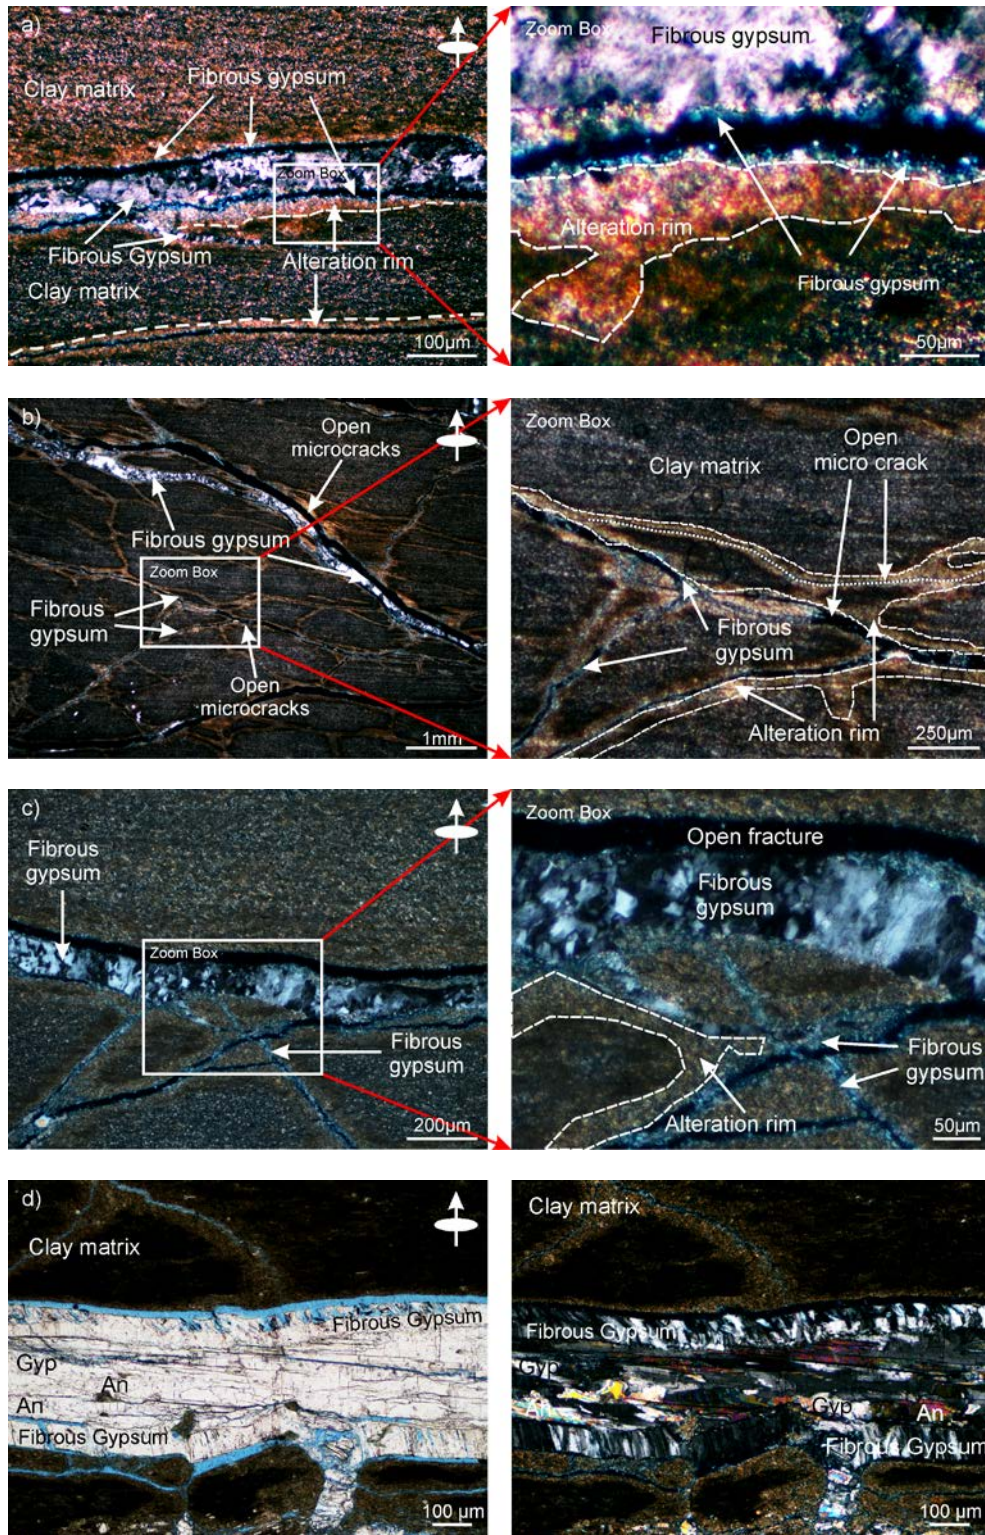 a)
Clay matrix
Fibrous gypsum
Zoom Box
Fibrous Gypsum
Alteration rim
Clay matrix
100µm
Zoom Box
Fibrous gypsum
Alteration rim
Fibrous gypsum
50µm
b)
Open
microcracks
Fibrous gypsum
Zoom Box
Fibrous
gypsum
Open
microcracks
1mm
Zoom Box
Clay matrix
Open
micro crack
Fibrous
gypsum
Alteration rim
250µm
c)
Fibrous
gypsum
Zoom Box
Fibrous
gypsum
200µm
Zoom Box
Open fracture
Fibrous
gypsum
Fibrous
gypsum
Alteration rim
50µm
d)
Clay matrix
Fibrous Gypsum
Gyp
An
An
Fibrous Gypsum
100 µm
Clay matrix
Fibrous Gypsum
Gyp
An
Gyp
An
Fibrous Gypsum
100 µm